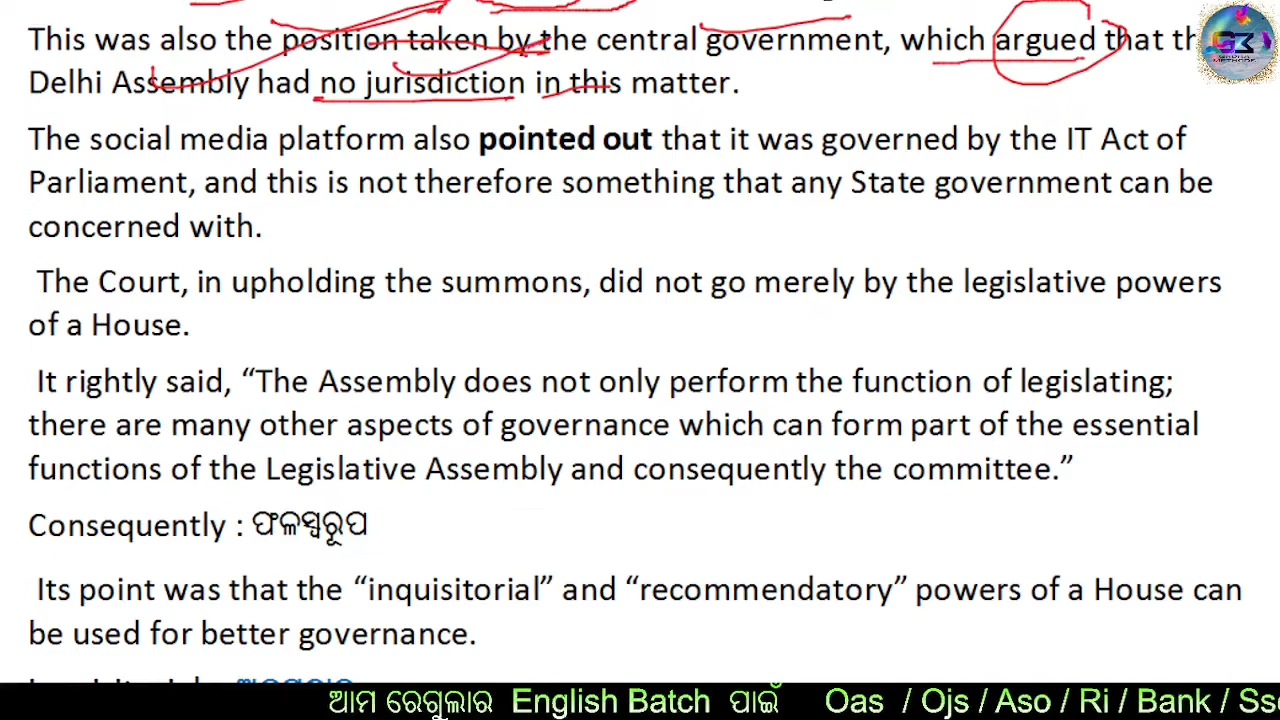 This was also the position taken by the central government, which argued that th
Delhi Assembly had no jurisdiction in this matter.
The social media platform also pointed out that it was governed by the IT Act of
Parliament, and this is not therefore something that any State government can be
concerned with.
The Court, in upholding the summons, did not go merely by the legislative powers
of a House.
It rightly said, “The Assembly does not only perform the function of legislating;
there are many other aspects of governance which can form part of the essential
functions of the Legislative Assembly and consequently the committee.”
Consequently : ଫଳସ୍ୱରୂପ
Its point was that the “inquisitorial” and “recommendatory” powers of a House can
be used for better governance.
ଆମ ରେଗୁଲାର English Batch ପାଇଁ Oas / Ojs / Aso / Ri / Bank / Ss